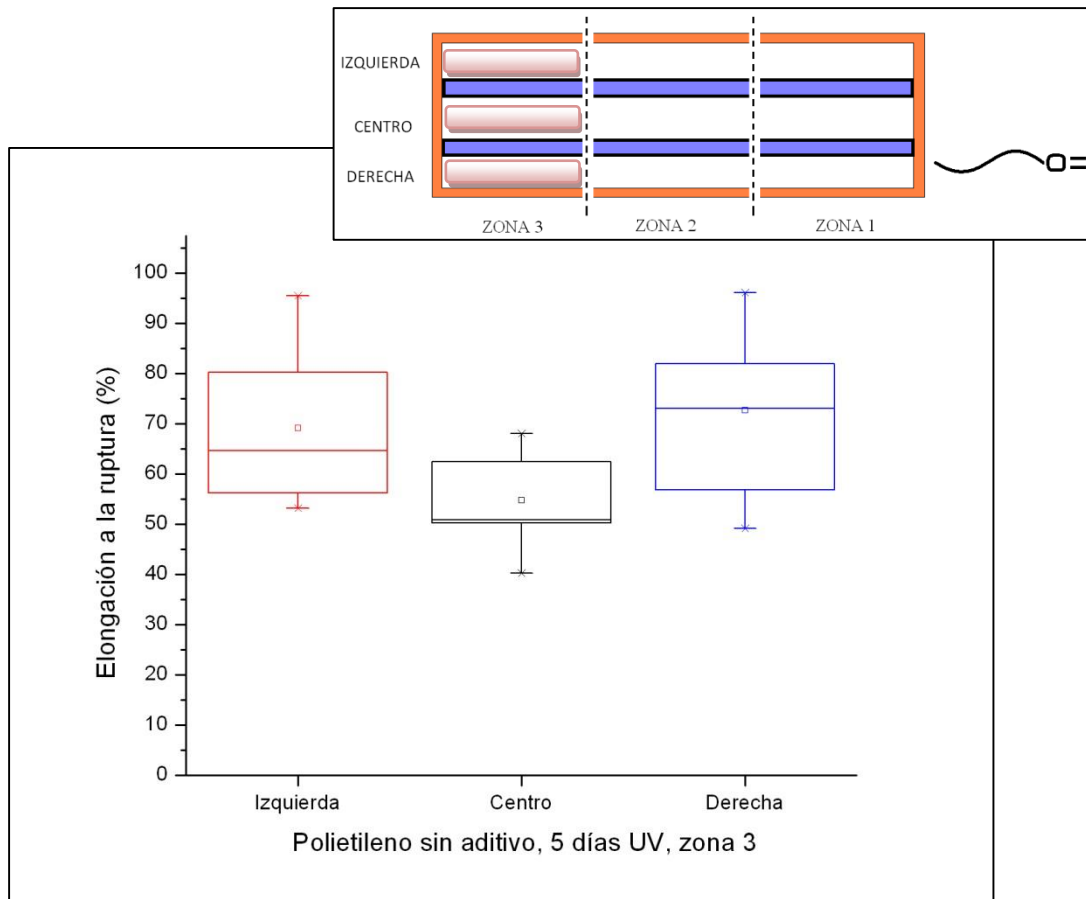 IZQUIERDA
CENTRO
DERECHA
ZONA 3 ZONA 2 ZONA 1
Elongación a la ruptura (%)
100
90
80
70
60
50
40
30
20
10
0
Izquierda Centro Derecha
Polietileno sin aditivo, 5 días UV, zona 3